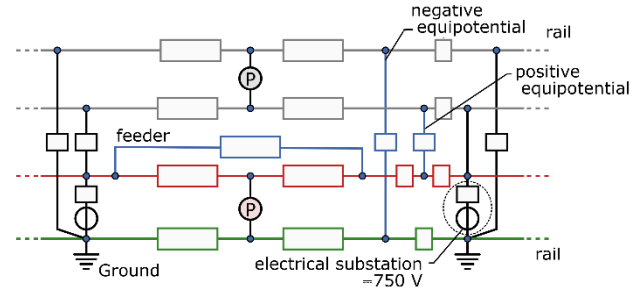 negative
equipotential
rail
P
positive
equipotential
feeder
P
electrical substation
=750 V
Ground
rail